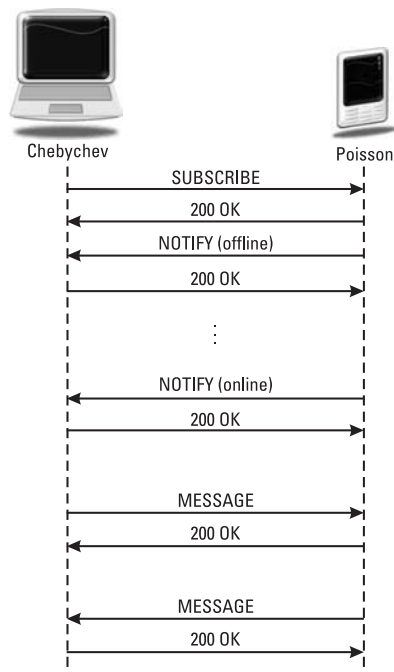 Chebychev
Poisson
SUBSCRIBE
200 OK
NOTIFY (offline)
200 OK
NOTIFY (online)
200 OK
MESSAGE
200 OK
MESSAGE
200 OK